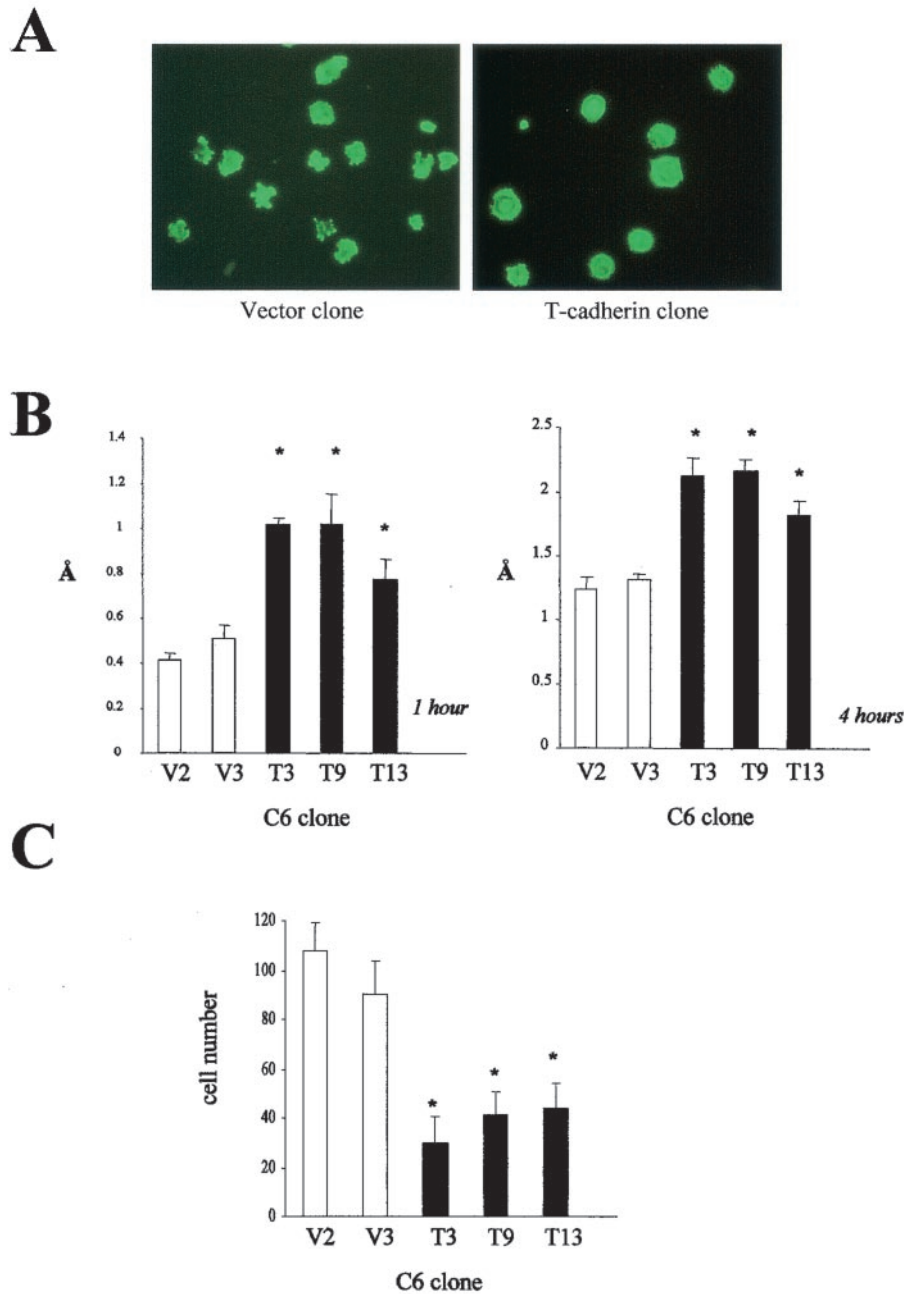 A
Vector clone T-cadherin clone
B
1.4
1.2
1
0.8
0.6
0.4
0.2
0
Å
* * *
1 hour
V2 V3 T3 T9 T13
C6 clone
2.5
2
1.5
1
0.5
0
Å
* * *
4 hours
V2 V3 T3 T9 T13
C6 clone
C
120
100
80
60
40
20
0
cell number
* * *
V2 V3 T3 T9 T13
C6 clone